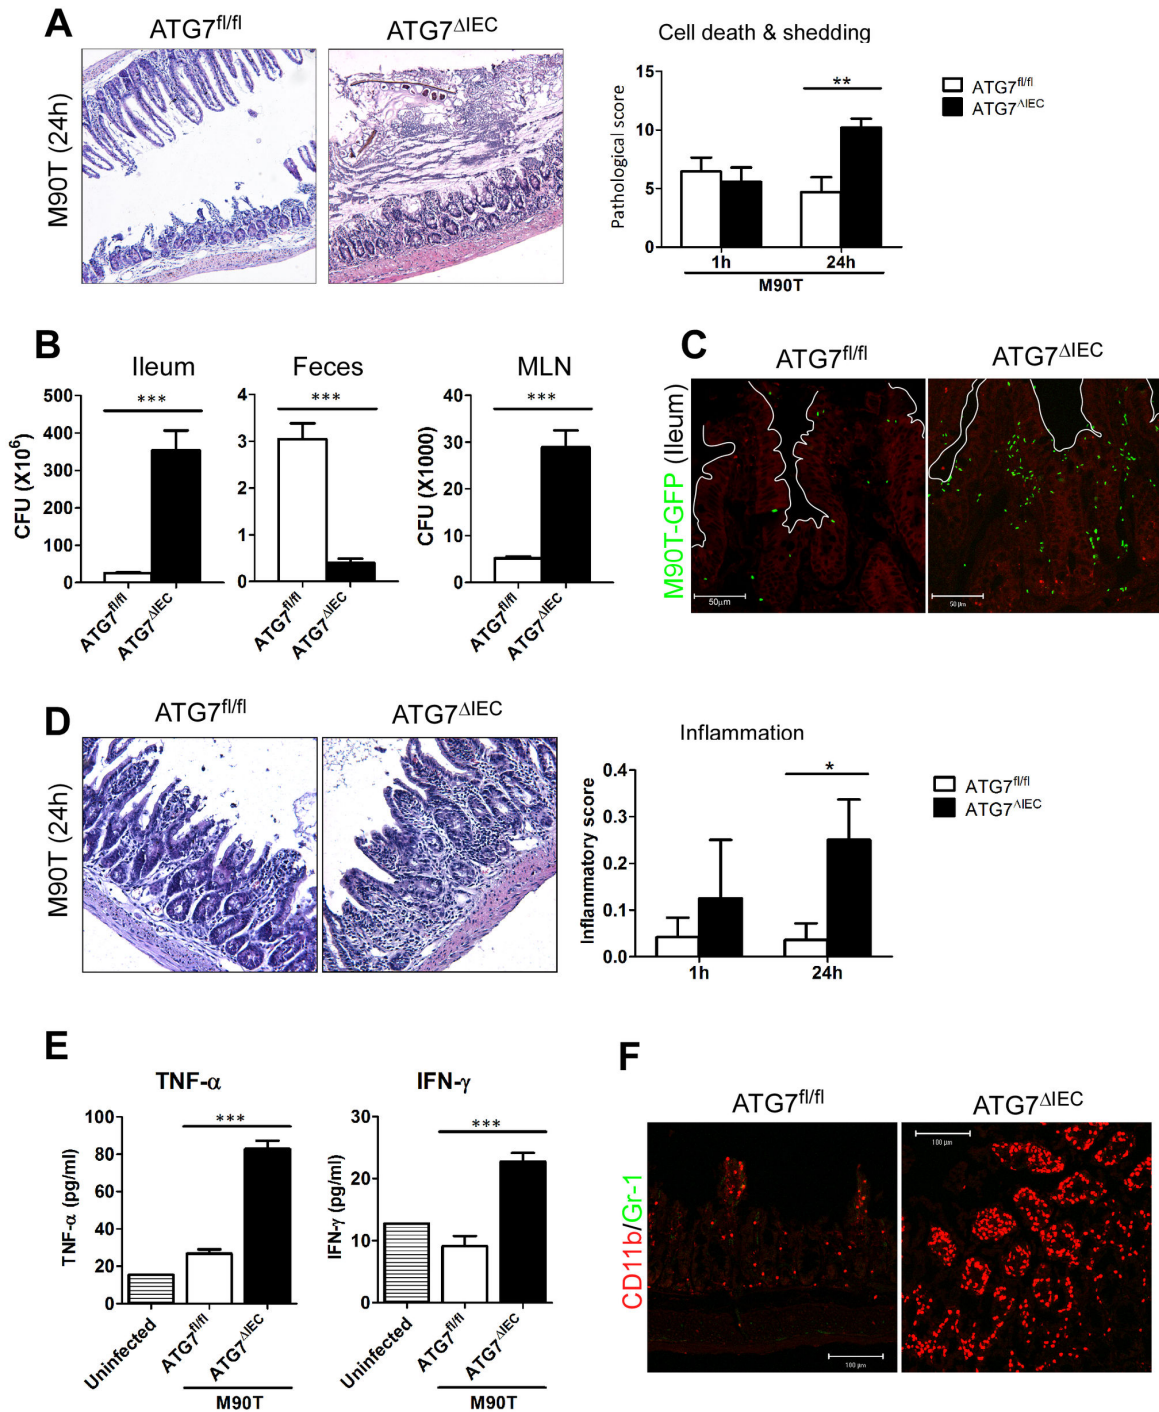 A
ATG7fl/fl
ATG7ΔIEC
M90T (24h)
Cell death & shedding
Pathological score
15
10
5
0
**
1h
24h
M90T
ATG7fl/fl
ATG7ΔIEC
B
Ileum
Feces
MLN
CFU (X10⁶)
500
400
300
200
100
0
***
ATG7fl/fl
ATG7ΔIEC
4
3
2
1
0
***
ATG7fl/fl
ATG7ΔIEC
CFU (X1000)
40
30
20
10
0
***
ATG7fl/fl
ATG7ΔIEC
C
ATG7fl/fl
ATG7ΔIEC
M90T-GFP (Ileum)
50µm
50 µm
D
ATG7fl/fl
ATG7ΔIEC
M90T (24h)
Inflammation
Inflammatory score
0.4
0.3
0.2
0.1
0.0
*
1h
24h
ATG7fl/fl
ATG7ΔIEC
E
TNF-α
TNF-α (pg/ml)
100
80
60
40
20
0
***
Uninfected
ATG7fl/fl
ATG7ΔIEC
M90T
IFN-γ
IFN-γ (pg/ml)
30
20
10
0
***
Uninfected
ATG7fl/fl
ATG7ΔIEC
M90T
F
ATG7fl/fl
ATG7ΔIEC
CD11b/Gr-1
100 µm
100 µm